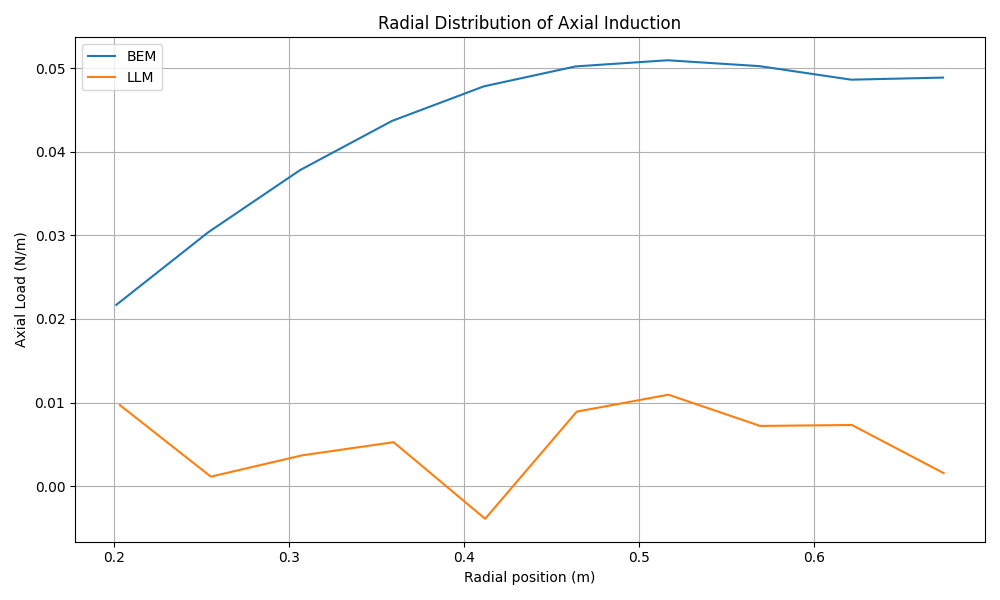 Radial Distribution of Axial Induction
BEM
LLM
Axial Load (N/m)
0.05
0.04
0.03
0.02
0.01
0.00
0.2 0.3 0.4 0.5 0.6
Radial position (m)